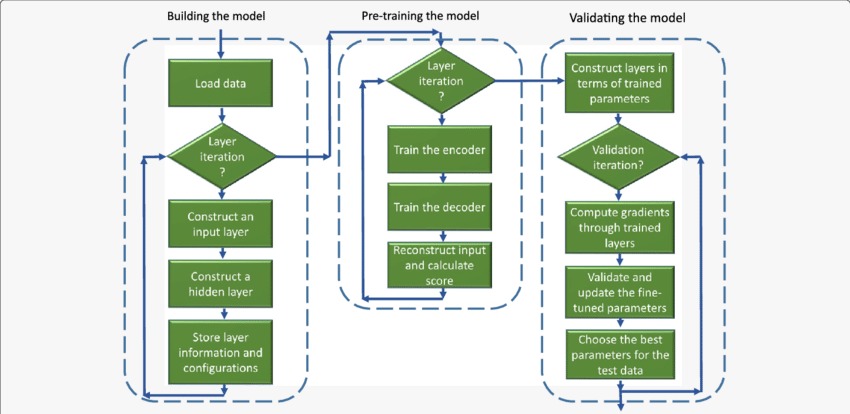 Building the model
Load data
Layer
iteration
?
Construct an
input layer
Construct a
hidden layer
Store layer
information and
configurations
Pre-training the model
Layer
iteration
?
Train the encoder
Train the decoder
Reconstruct input
and calculate
score
Validating the model
Construct layers in
terms of trained
parameters
Validation
iteration?
Compute gradients
through trained
layers
Validate and
update the fine-
tuned parameters
Choose the best
parameters for the
test data